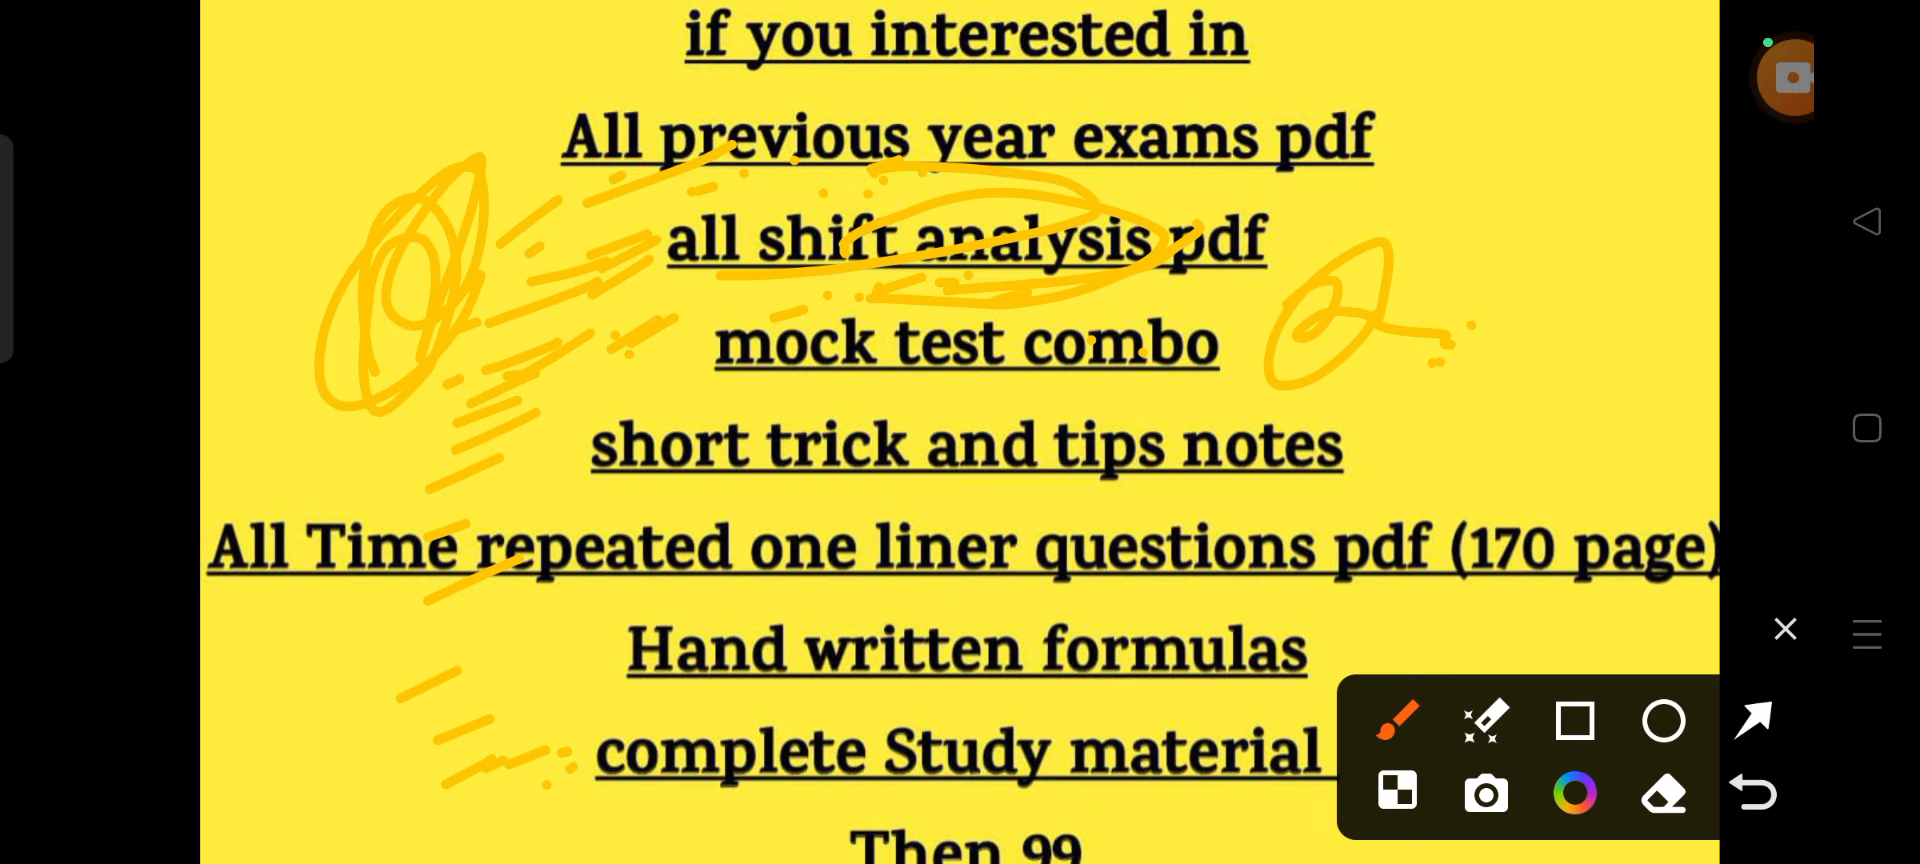 if you interested in
All previous year exams pdf
all shift analysis pdf
mock test combo
short trick and tips notes
All Time repeated one liner questions pdf (170 page)
Hand written formulas
complete Study material
Then 99